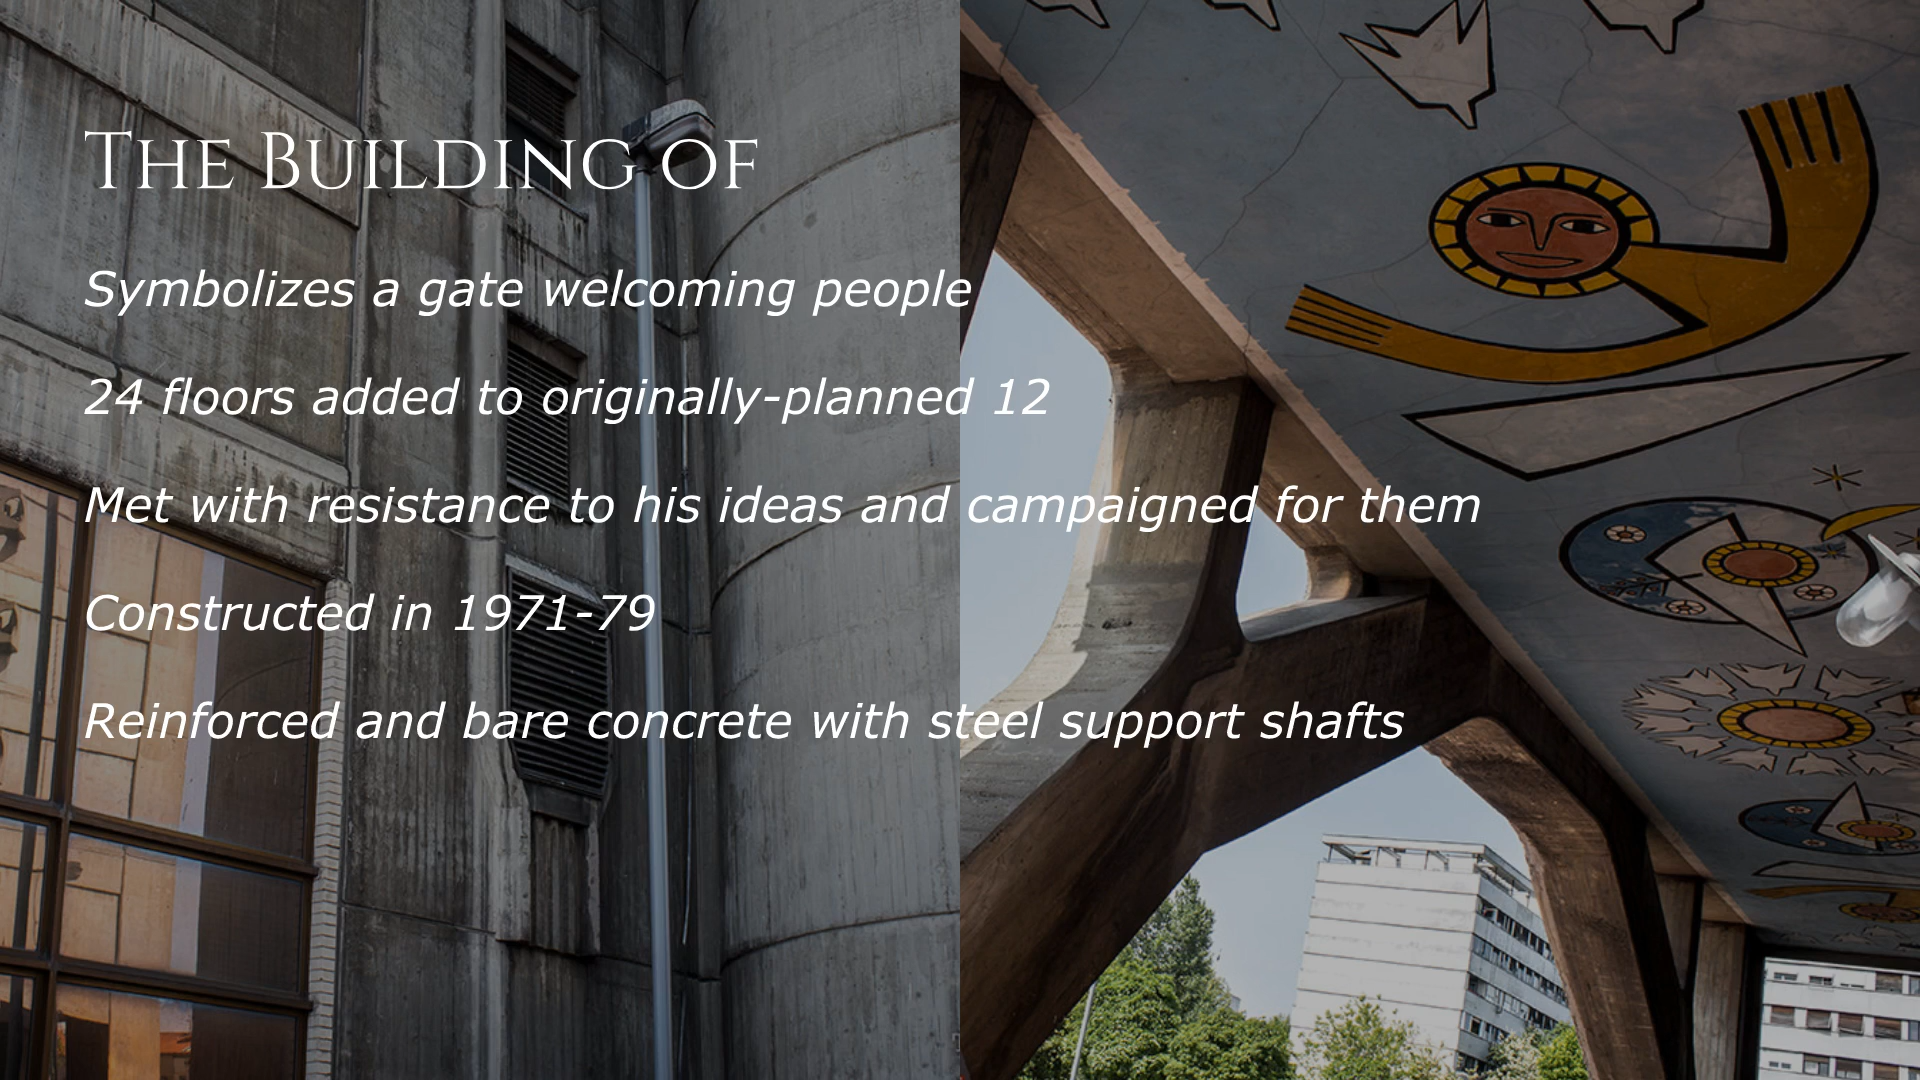 The Building of
Symbolizes a gate welcoming people
24 floors added to originally-planned 12
Met with resistance to his ideas and campaigned for them
Constructed in 1971-79
Reinforced and bare concrete with steel support shafts